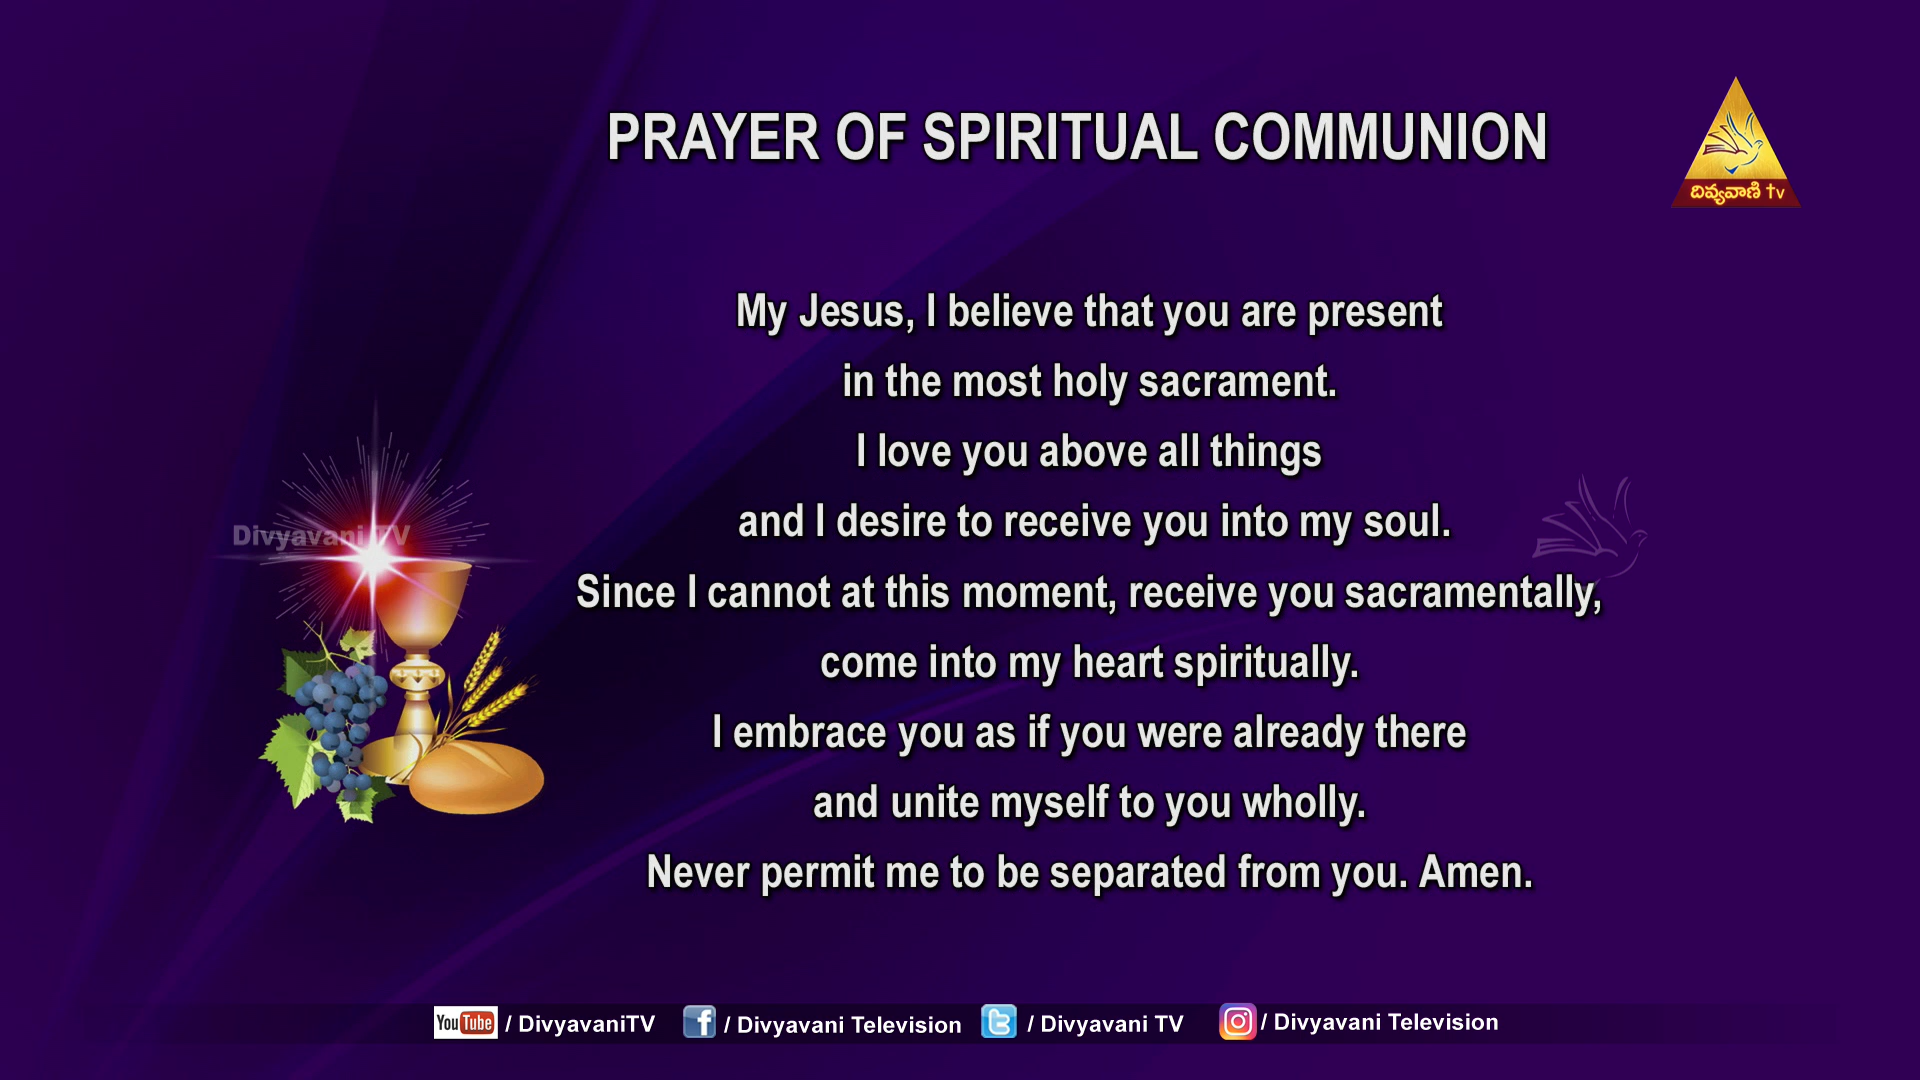 PRAYER OF SPIRITUAL COMMUNION
దివ్యవాణి tv
My Jesus, I believe that you are present
in the most holy sacrament.
I love you above all things
and I desire to receive you into my soul.
Since I cannot at this moment, receive you sacramentally,
come into my heart spiritually.
I embrace you as if you were already there
and unite myself to you wholly.
Never permit me to be separated from you. Amen.
Divyavani TV
YouTube / DivyavaniTV f / Divyavani Television / Divyavani TV / Divyavani Television